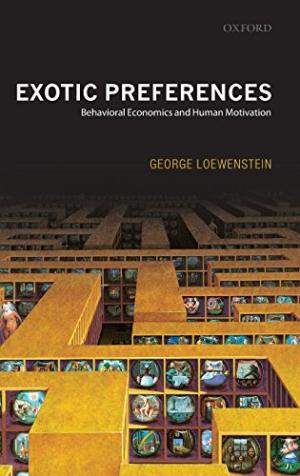 OXFORD
EXOTIC PREFERENCES
Behavioral Economics and Human Motivation
GEORGE LOEWENSTEIN